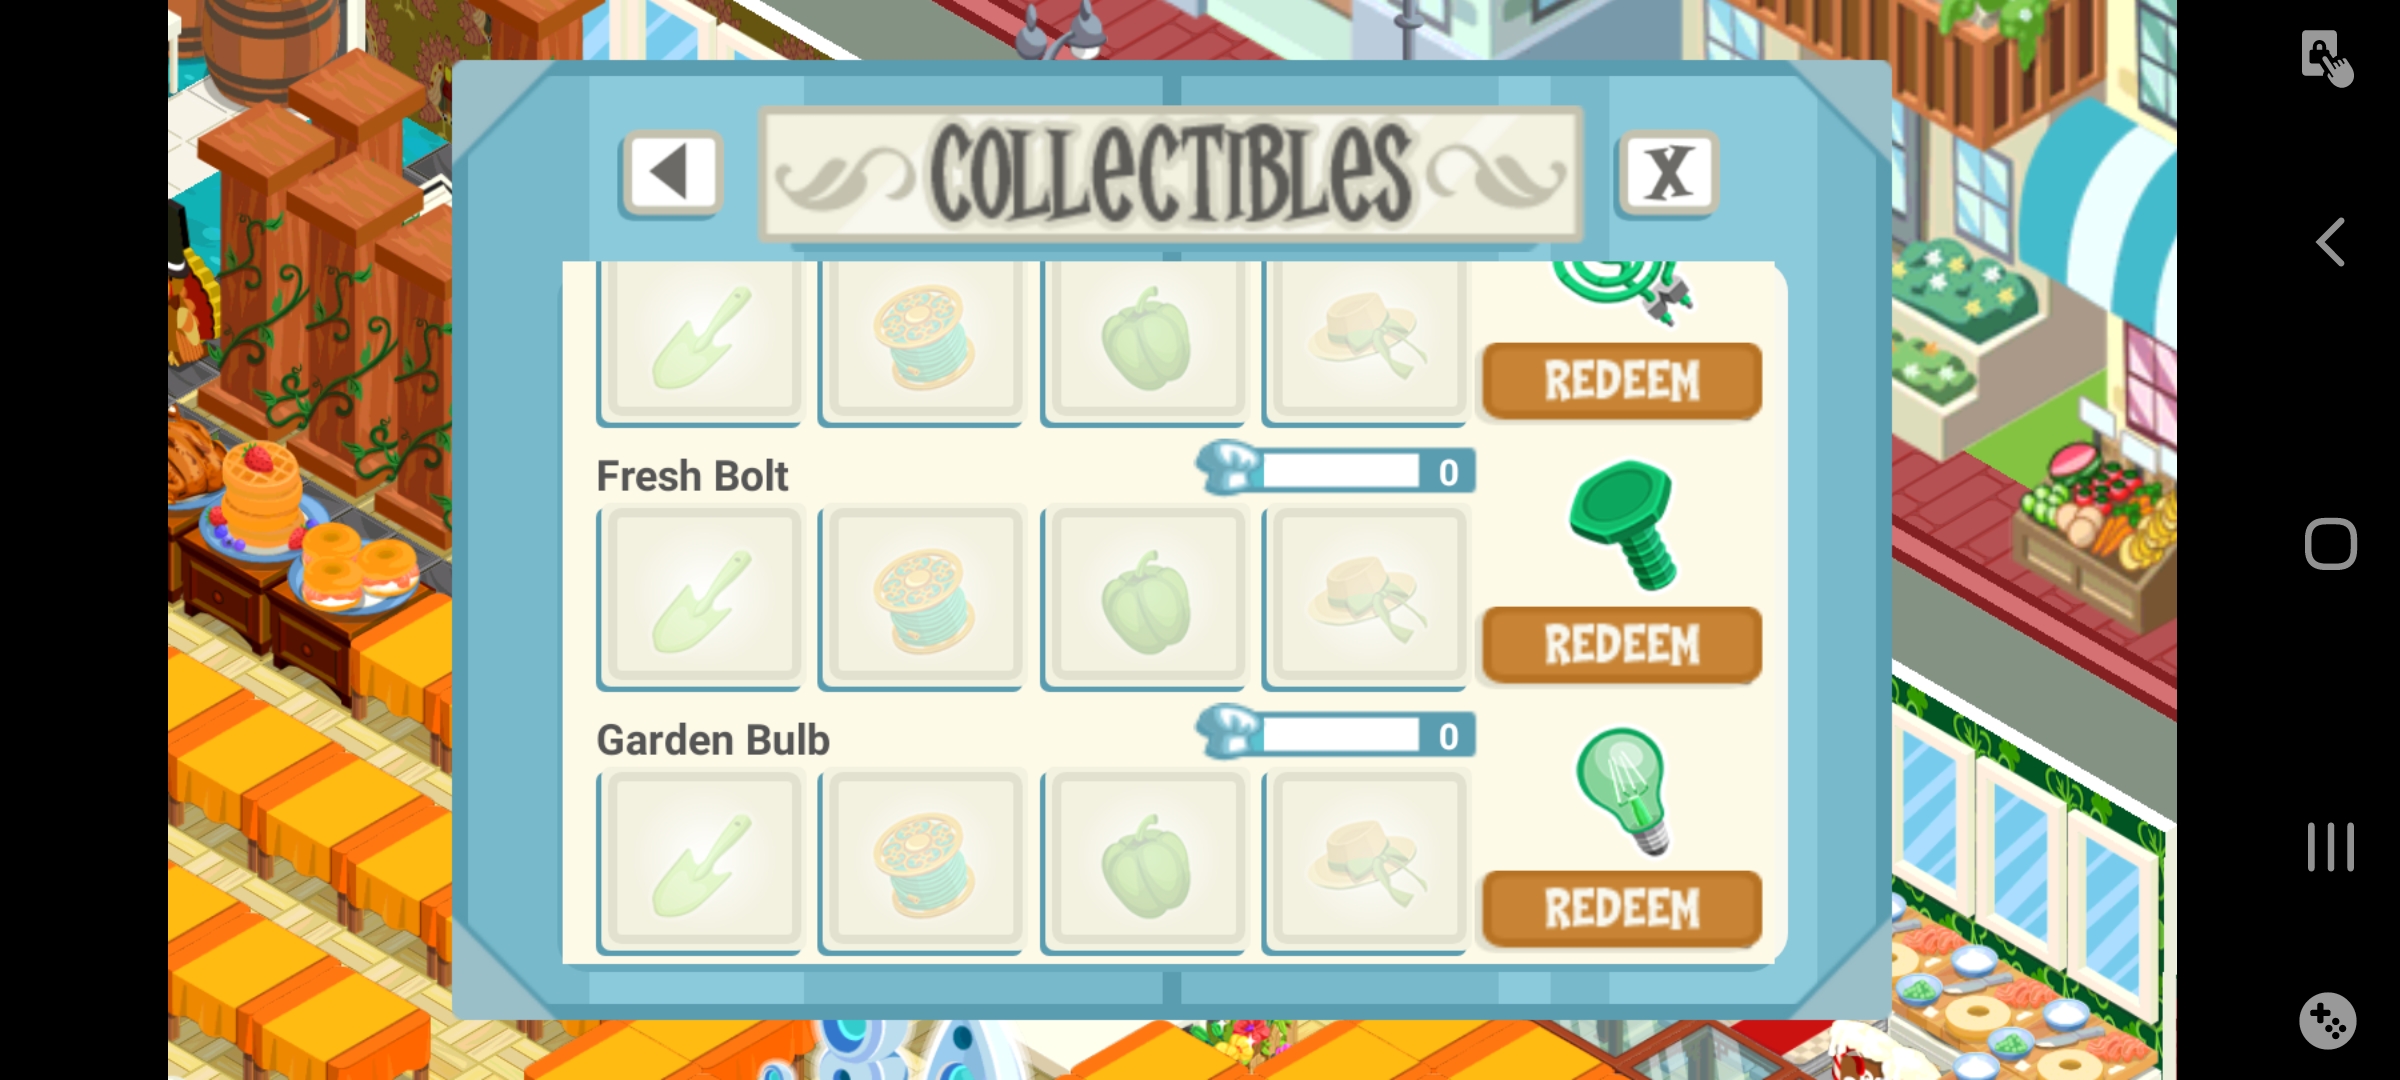 COLLECTIBLES
X
REDEEM
Fresh Bolt
0
REDEEM
Garden Bulb
0
REDEEM